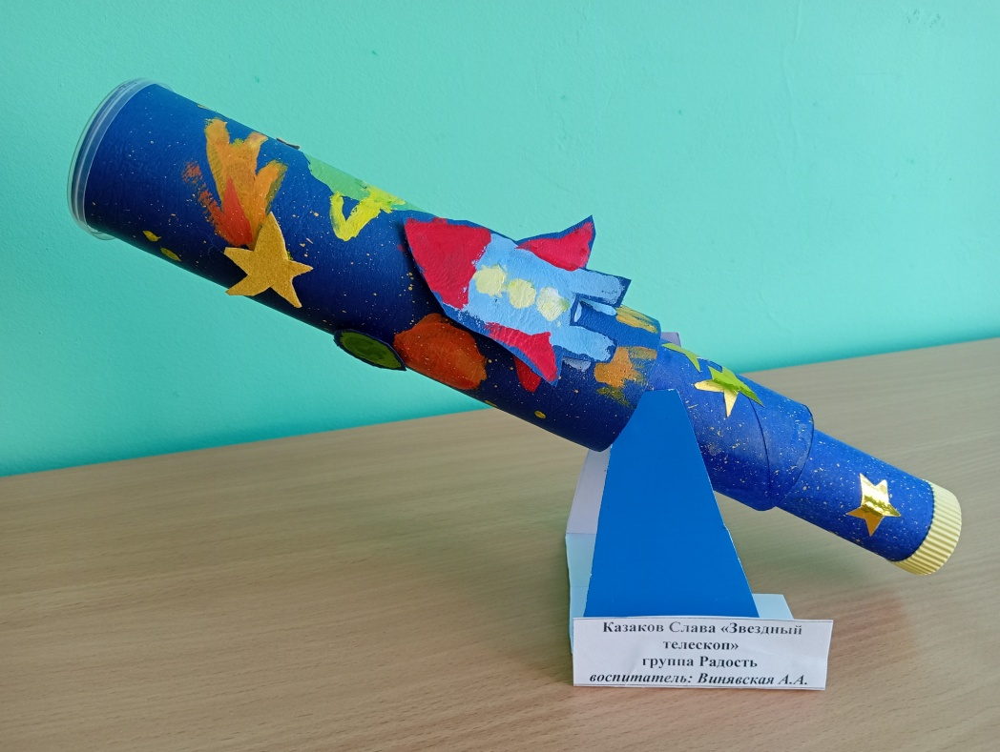 Казаков Слава «Звездный
телескоп»
группа Радость
воспитатель: Винявская А.А.